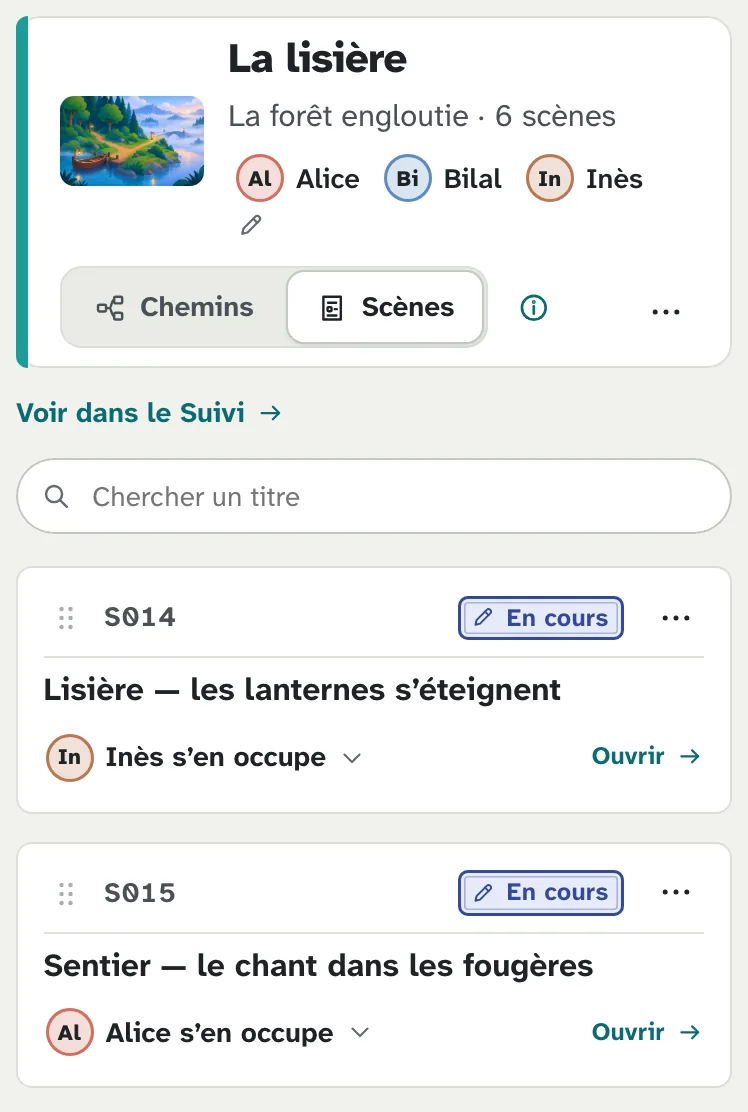 La lisière
La forêt engloutie · 6 scènes
Al Alice Bi Bilal In Inès
Chemins Scènes
Voir dans le Suivi →
Chercher un titre
S014 En cours
Lisière — les lanternes s’éteignent
In Inès s’en occupe Ouvrir →
S015 En cours
Sentier — le chant dans les fougères
Al Alice s’en occupe Ouvrir →